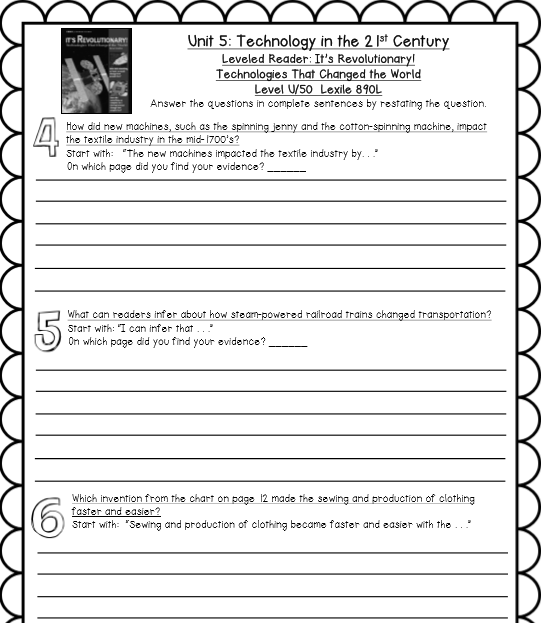 IT'S REVOLUTIONARY!
Unit 5: Technology in the 21st Century
Leveled Reader: It's Revolutionary!
Technologies That Changed the World
Level U/50 Lexile 890L
Answer the questions in complete sentences by restating the question.
4
How did new machines, such as the spinning jenny and the cotton-spinning machine, impact
the textile industry in the mid-1700's?
Start with: "The new machines impacted the textile industry by. . ."
On which page did you find your evidence? ______
5
What can readers infer about how steam-powered railroad trains changed transportation?
Start with: "I can infer that . . ."
On which page did you find your evidence? ______
6
Which invention from the chart on page 12 made the sewing and production of clothing
faster and easier?
Start with: "Sewing and production of clothing became faster and easier with the . . ."